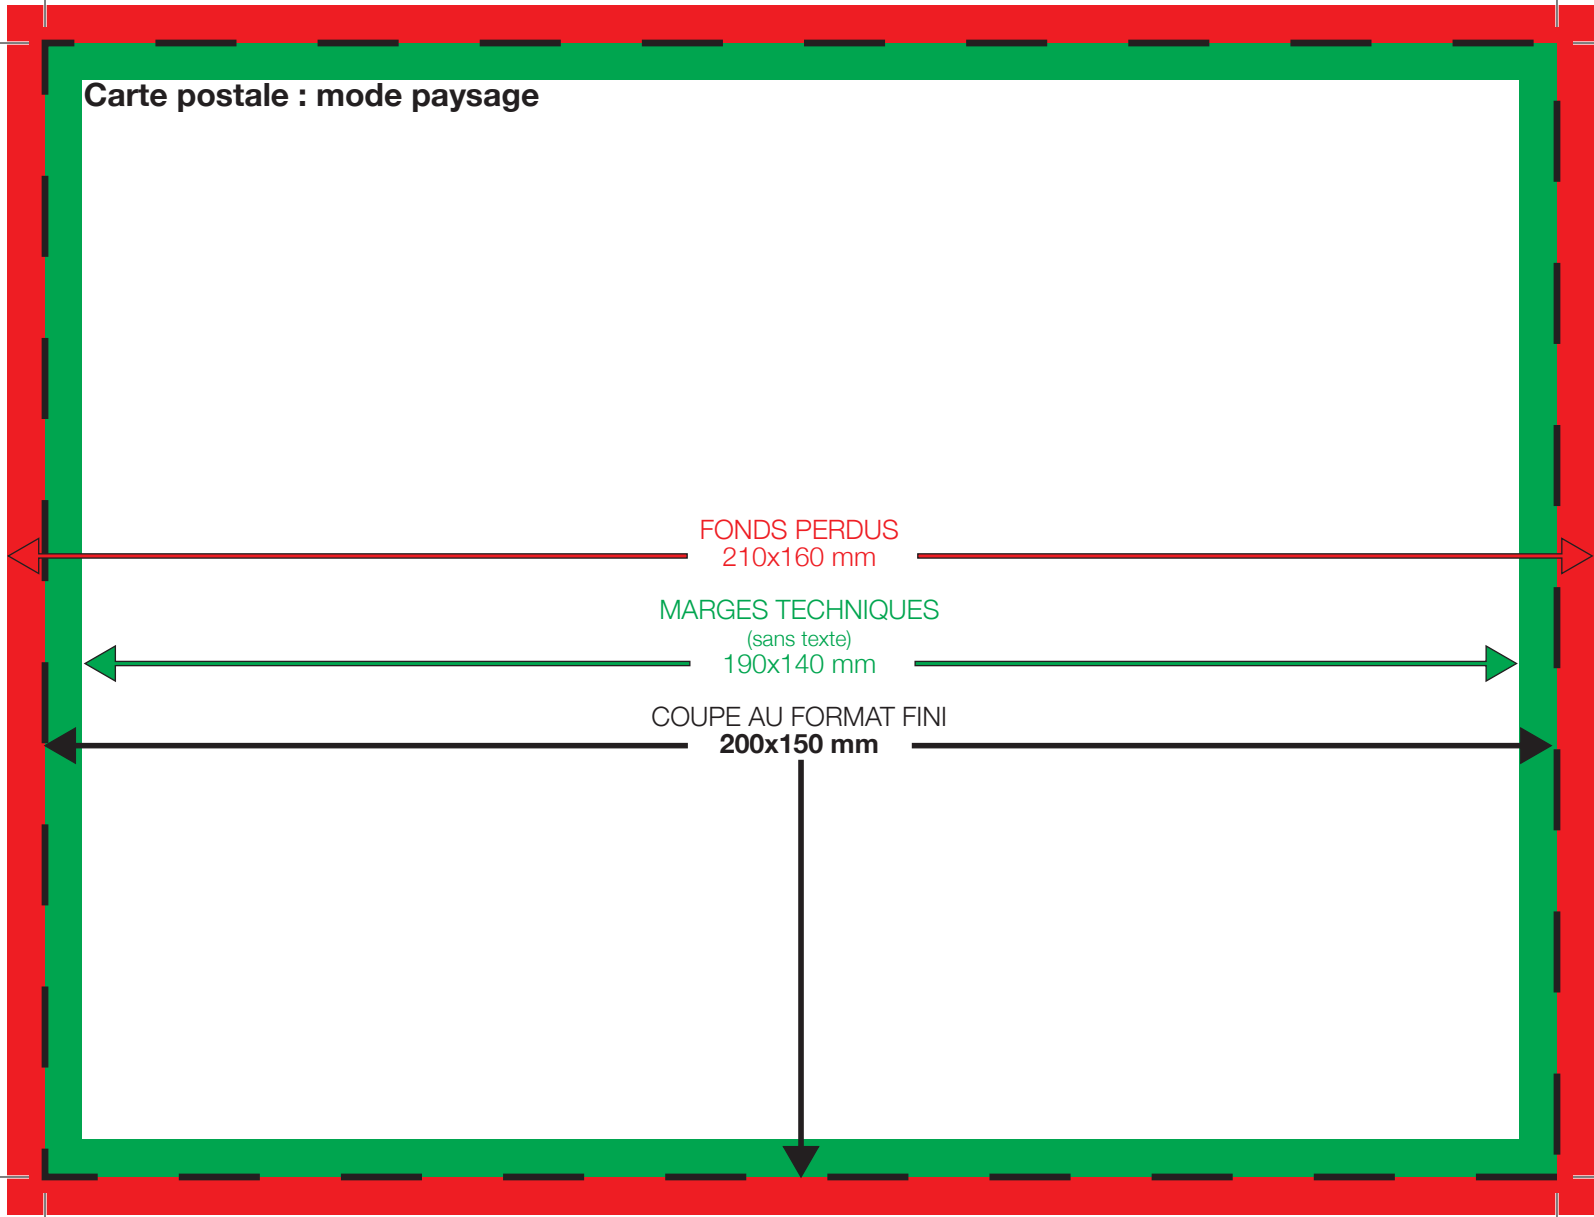 Carte postale : mode paysage
FONDS PERDUS
210x160 mm
MARGES TECHNIQUES
(sans texte)
190x140 mm
COUPE AU FORMAT FINI
200x150 mm